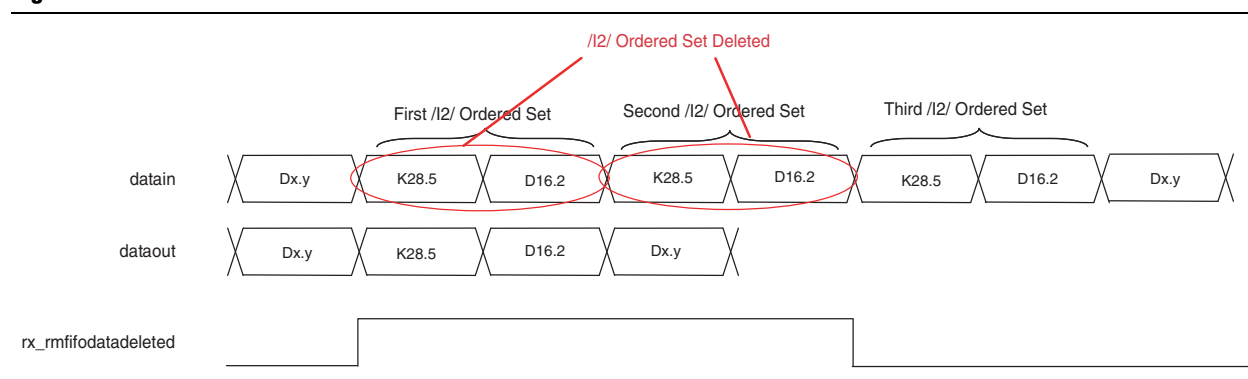 /I2/ Ordered Set Deleted
First /I2/ Ordered Set
Second /I2/ Ordered Set
Third /I2/ Ordered Set
datain
Dx.y
K28.5
D16.2
K28.5
D16.2
K28.5
D16.2
Dx.y
dataout
Dx.y
K28.5
D16.2
Dx.y
rx_rmfifodatadeleted